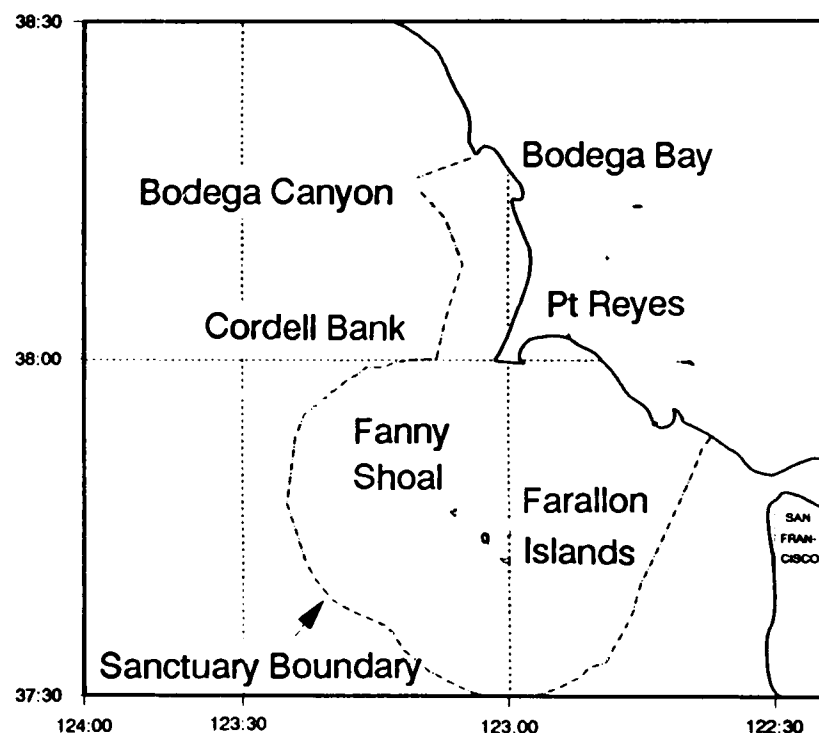 38:30
Bodega Bay
Bodega Canyon
Pt Reyes
Cordell Bank
38:00
Fanny
Shoal
Farallon
Islands
SAN
FRAN-
CISCO
Sanctuary Boundary
37:30
124:00
123:30
123:00
122:30